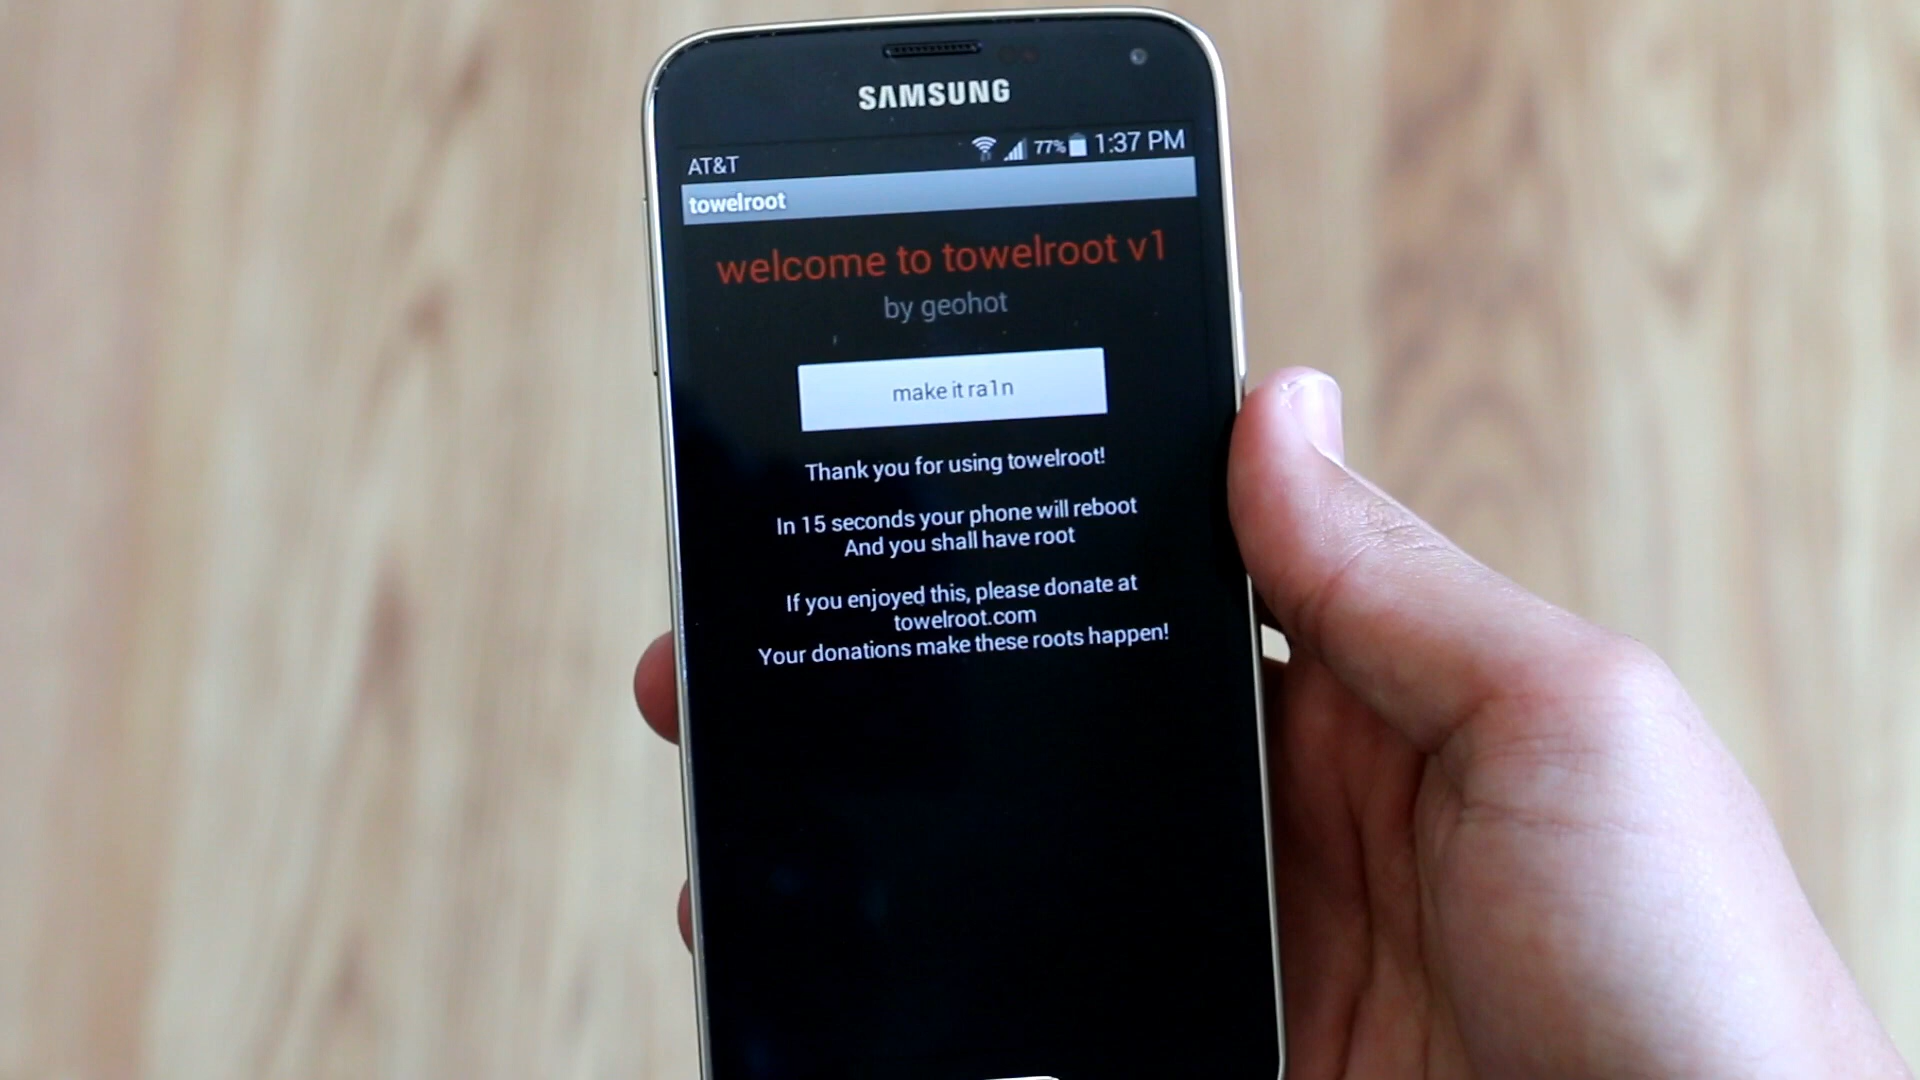 SAMSUNG
AT&T 77% 1:37 PM
towelroot
welcome to towelroot v1
by geohot
make it ra1n
Thank you for using towelroot!
In 15 seconds your phone will reboot
And you shall have root
If you enjoyed this, please donate at
towelroot.com
Your donations make these roots happen!